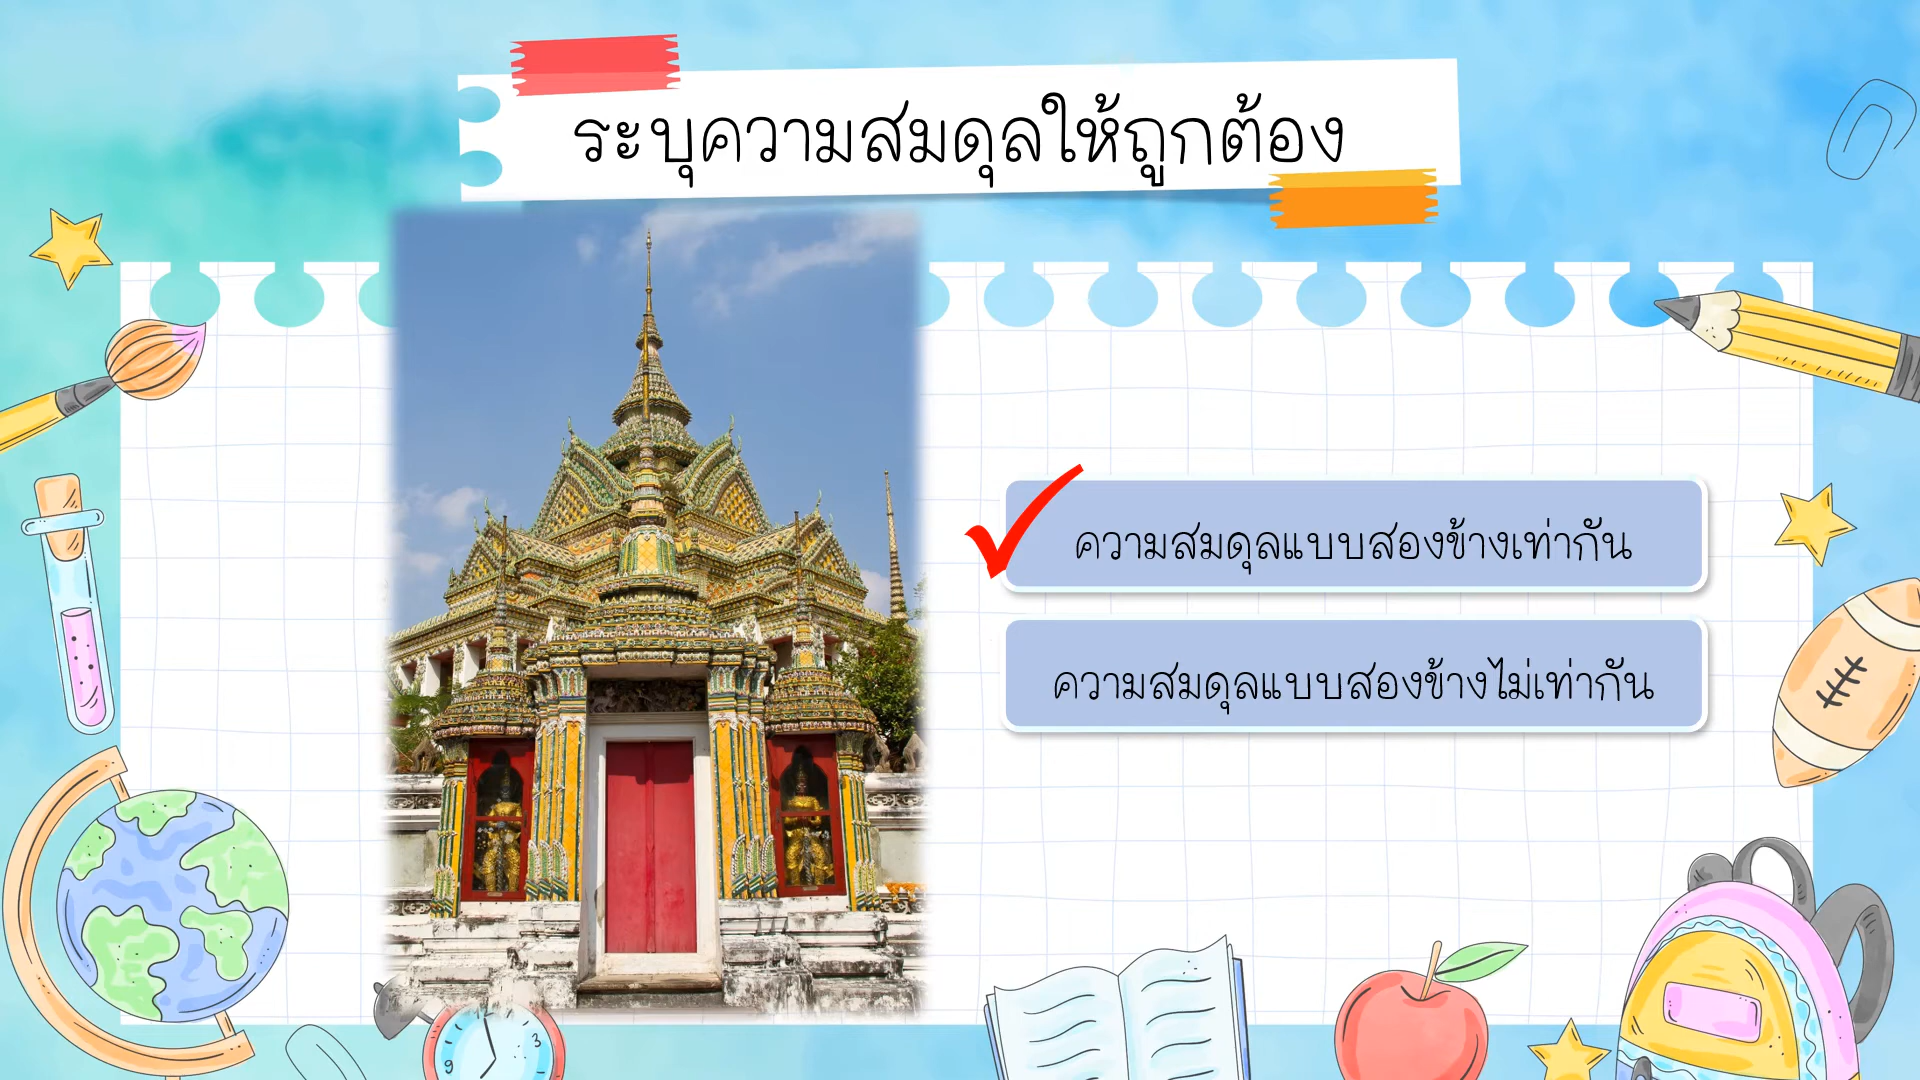 ระบุความสมดุลให้ถูกต้อง
ความสมดุลแบบสองข้างเท่ากัน
ความสมดุลแบบสองข้างไม่เท่ากัน
3
9